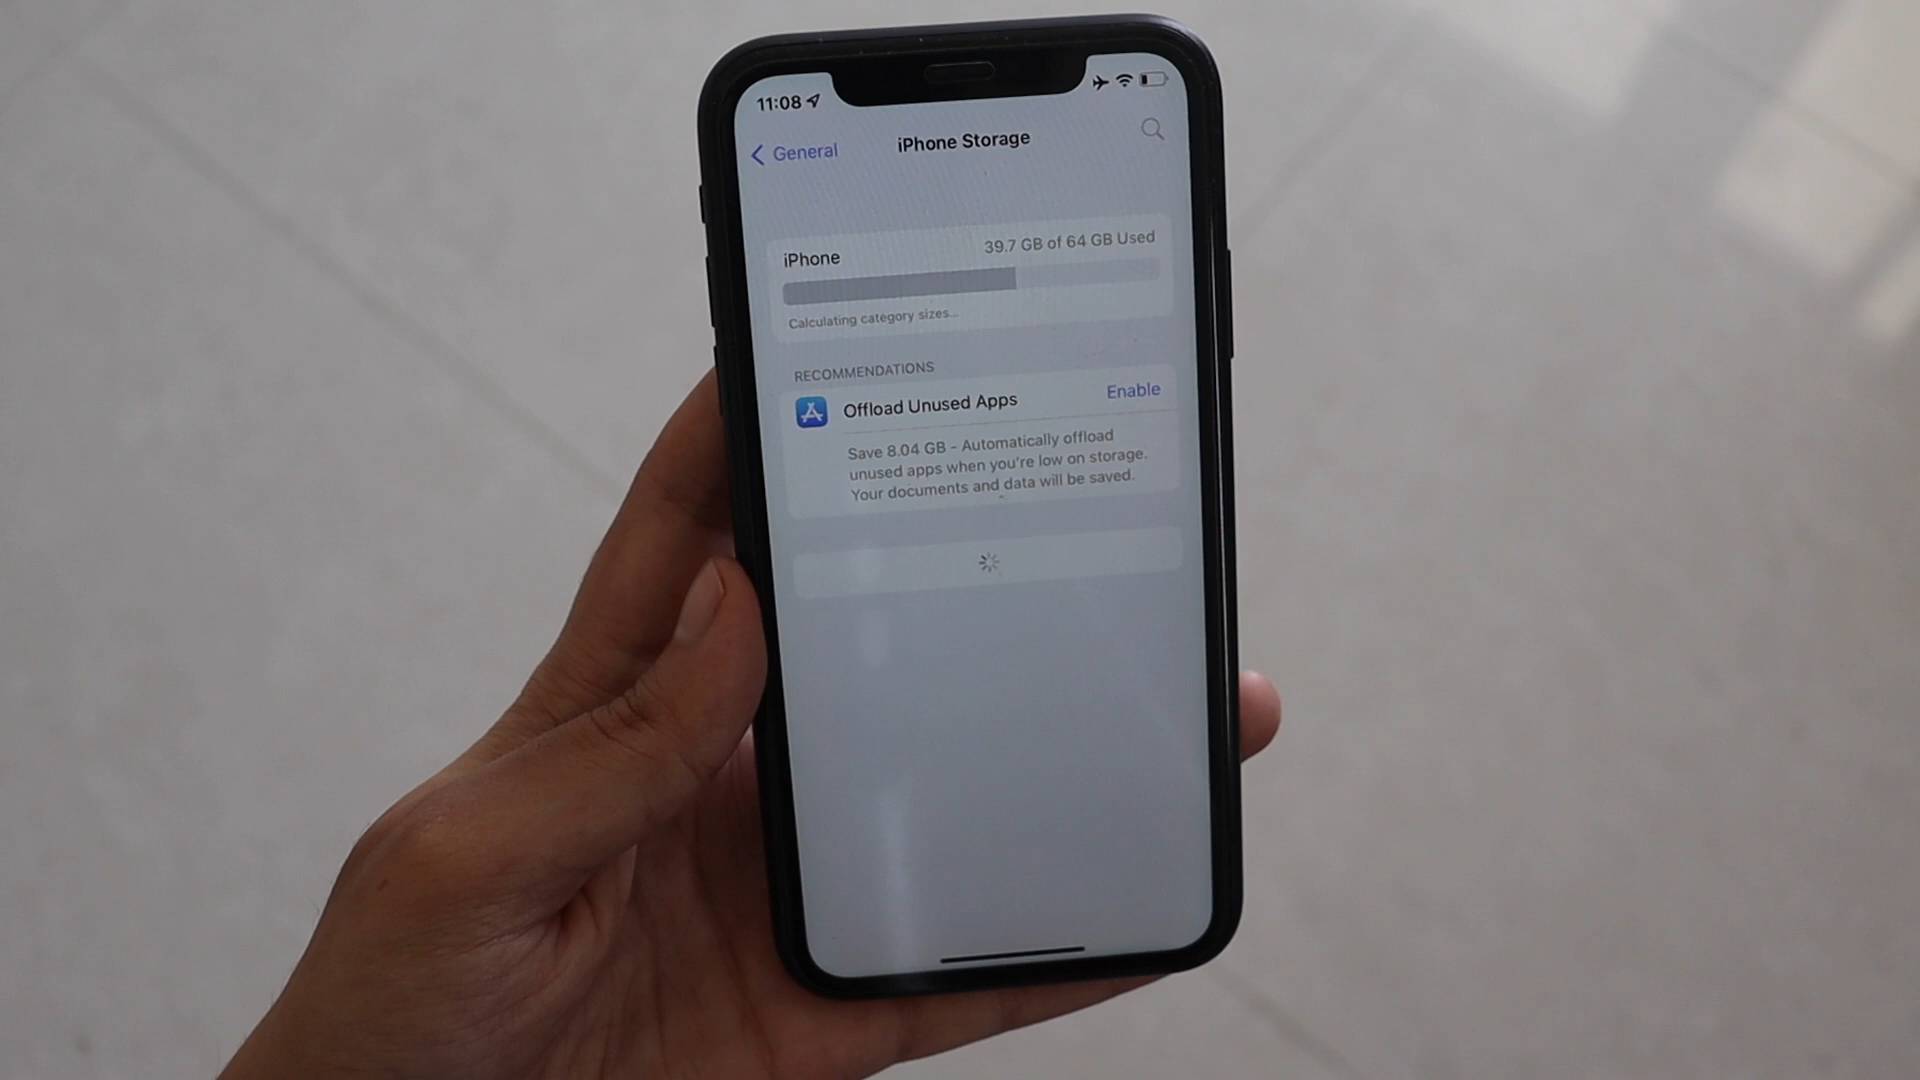 11:08
General
iPhone Storage
iPhone
39.7 GB of 64 GB Used
Calculating category sizes...
RECOMMENDATIONS
Offload Unused Apps
Enable
Save 8.04 GB - Automatically offload
unused apps when you're low on storage.
Your documents and data will be saved.